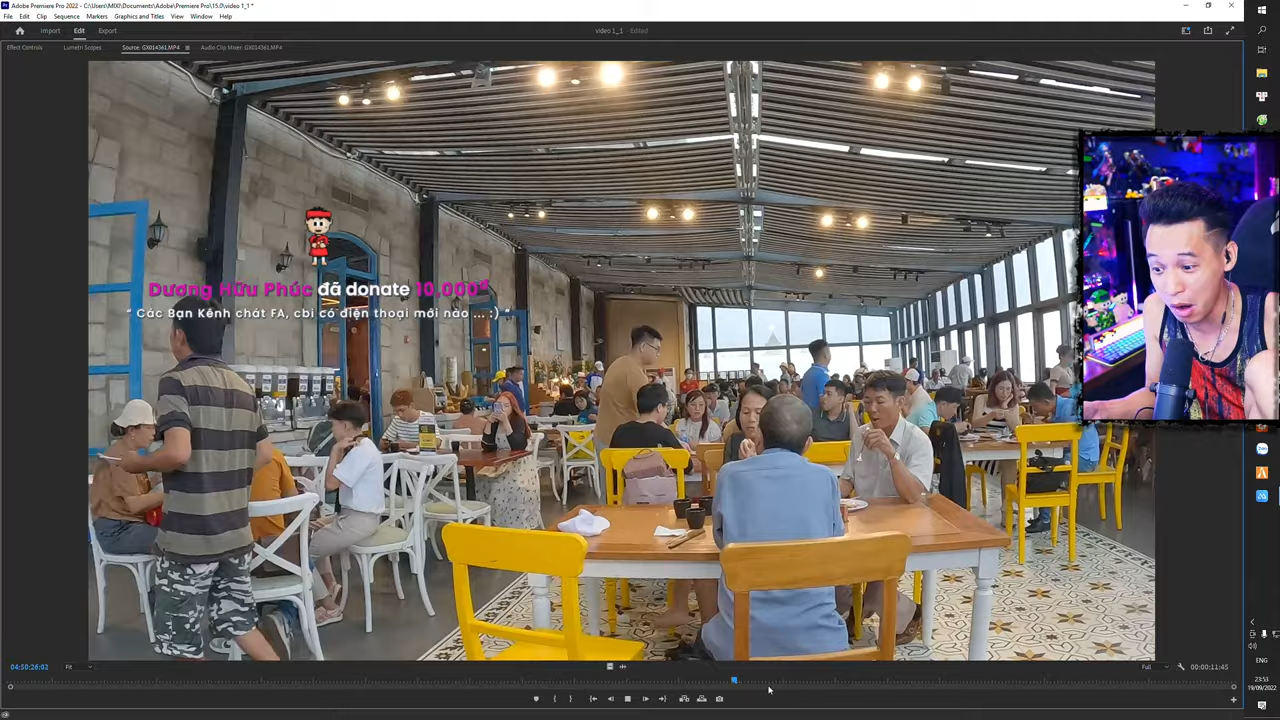 Adobe Premiere Pro 2022 - C:\Users\MIXI\Documents\Adobe\Premiere Pro\15.0\video 1_1 *
File Edit Clip Sequence Markers Graphics and Titles View Window Help
Import Edit Export
video 1_1 - Edited
Effect Controls Lumetri Scopes Source: GX014361.MP4 Audio Clip Mixer: GX014361.MP4
Dương Hữu Phúc đã donate 10.000đ
“ Các Bạn Kênh chát FA, cbi có điện thoại mới nào ... :) ”
04:50:26:02 Fit Full 00:00:11:45
ENG
23:53
19/09/2022